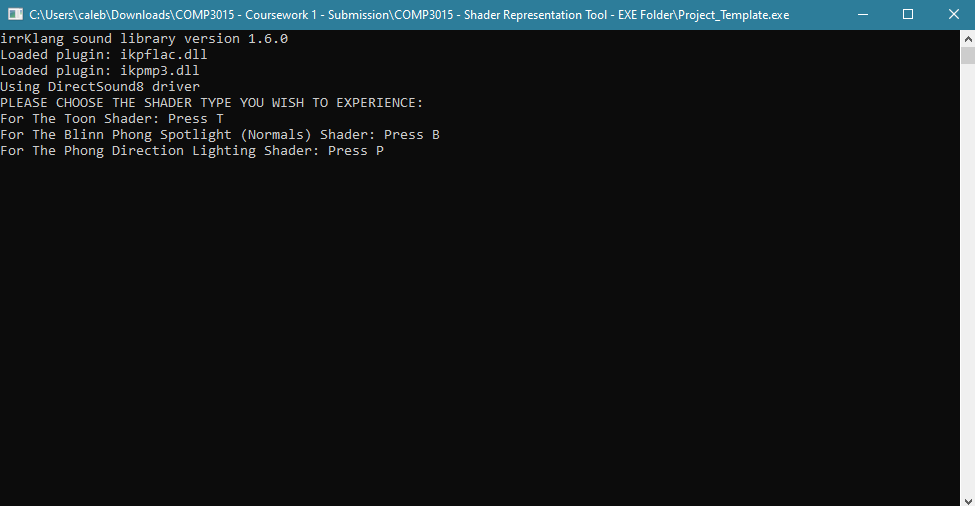 C:\Users\caleb\Downloads\COMP3015 - Coursework 1 - Submission\COMP3015 - Shader Representation Tool - EXE Folder\Project_Template.exe
irrKlang sound library version 1.6.0
Loaded plugin: ikpflac.dll
Loaded plugin: ikpmp3.dll
Using DirectSound8 driver
PLEASE CHOOSE THE SHADER TYPE YOU WISH TO EXPERIENCE:
For The Toon Shader: Press T
For The Blinn Phong Spotlight (Normals) Shader: Press B
For The Phong Direction Lighting Shader: Press P